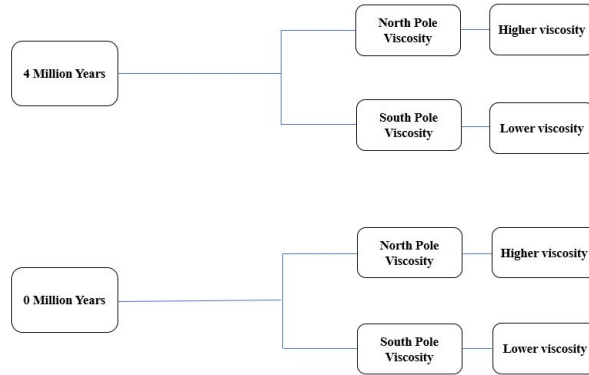 North Pole
Viscosity
Higher viscosity
4 Million Years
South Pole
Viscosity
Lower viscosity
North Pole
Viscosity
Higher viscosity
0 Million Years
South Pole
Viscosity
Lower viscosity